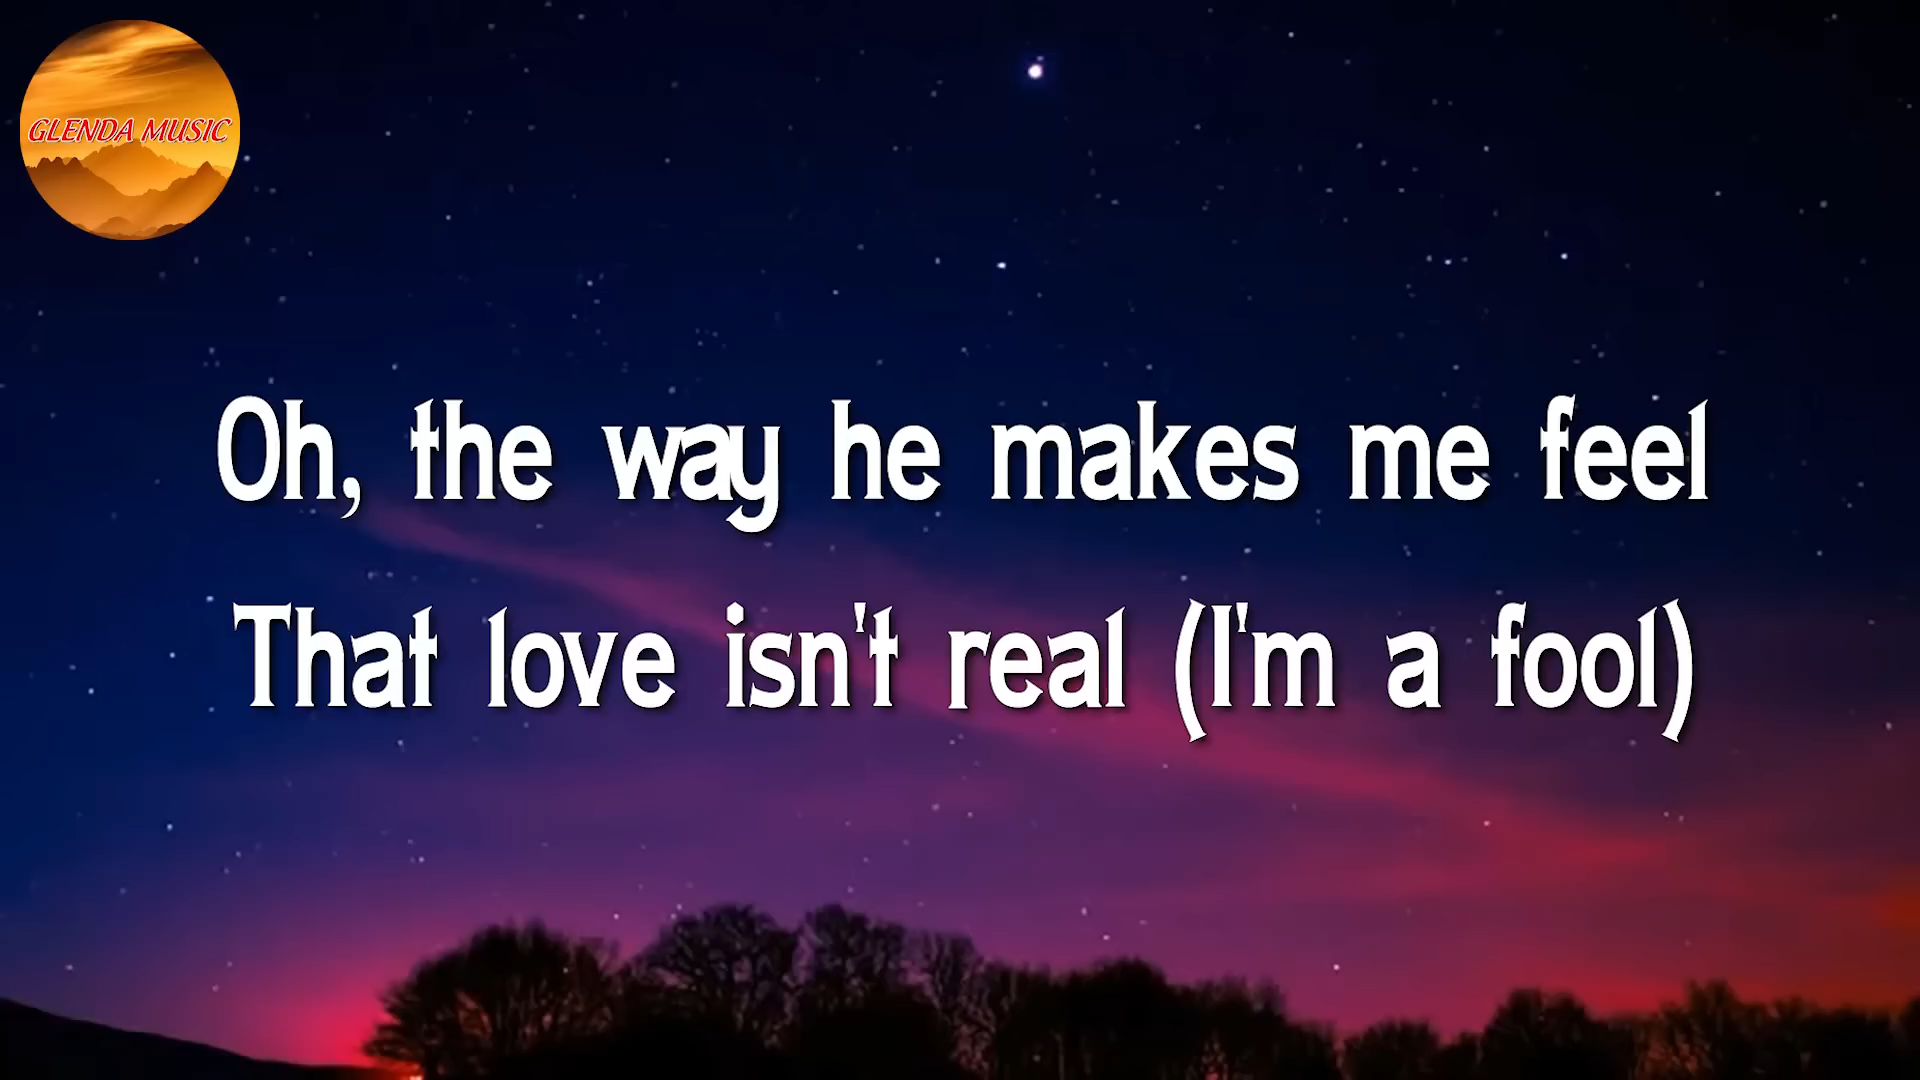 GLENDA MUSIC
Oh, the way he makes me feel
That love isn't real (I'm a fool)